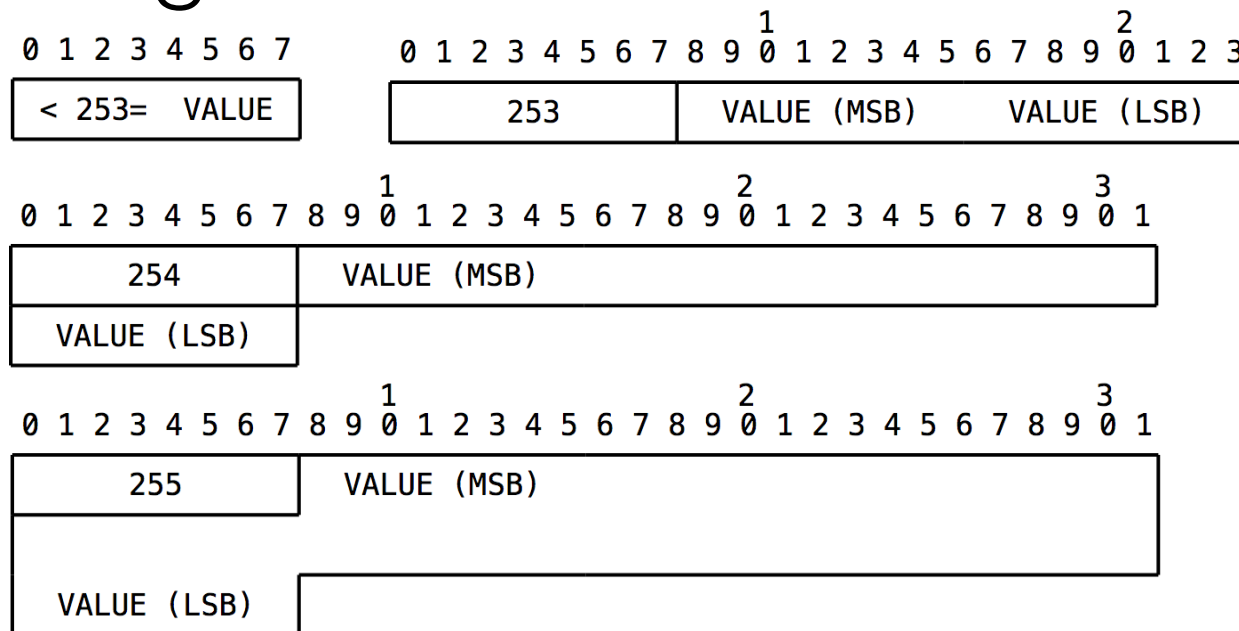 0 1 2 3 4 5 6 7
< 253= VALUE
1 2
0 1 2 3 4 5 6 7 8 9 0 1 2 3 4 5 6 7 8 9 0 1 2 3
253 VALUE (MSB) VALUE (LSB)
1 2 3
0 1 2 3 4 5 6 7 8 9 0 1 2 3 4 5 6 7 8 9 0 1 2 3 4 5 6 7 8 9 0 1
254 VALUE (MSB)
VALUE (LSB)
1 2 3
0 1 2 3 4 5 6 7 8 9 0 1 2 3 4 5 6 7 8 9 0 1 2 3 4 5 6 7 8 9 0 1
255 VALUE (MSB)
VALUE (LSB)